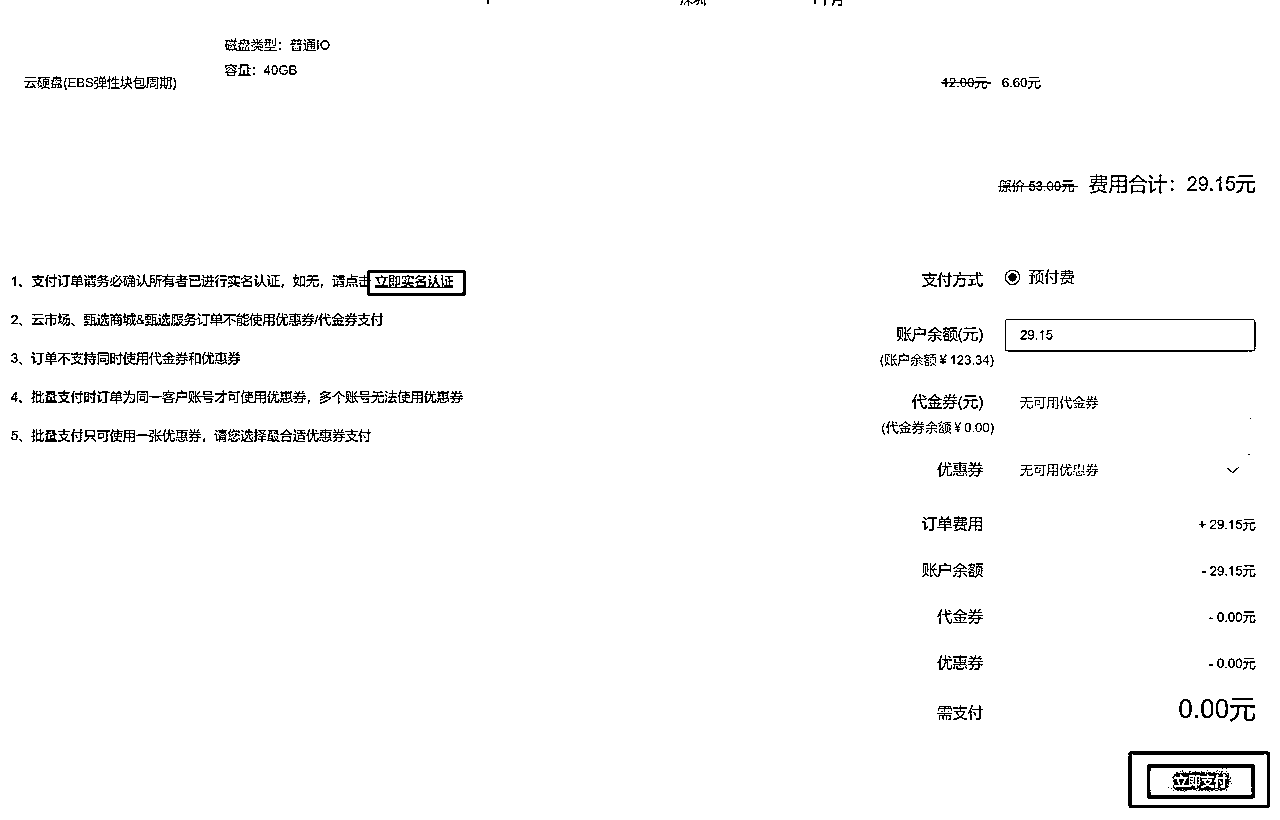 磁盘类型：普通IO
容量：40GB
云硬盘(EBS弹性块包周期)
42.00元 6.60元
原价 53.00元 费用合计：29.15元
1、支付订单请务必确认所有者已进行实名认证，如无，请点击 立即实名认证
2、云市场、甄选商城&甄选服务订单不能使用优惠券/代金券支付
3、订单不支持同时使用代金券和优惠券
4、批量支付时订单为同一客户账号才可使用优惠券，多个账号无法使用优惠券
5、批量支付只可使用一张优惠券，请您选择最合适优惠券支付
支付方式 预付费
账户余额(元) 29.15
(账户余额￥123.34)
代金券(元) 无可用代金券
(代金券余额￥0.00)
优惠券 无可用优惠券
订单费用 + 29.15元
账户余额 - 29.15元
代金券 - 0.00元
优惠券 - 0.00元
需支付 0.00元
立即支付